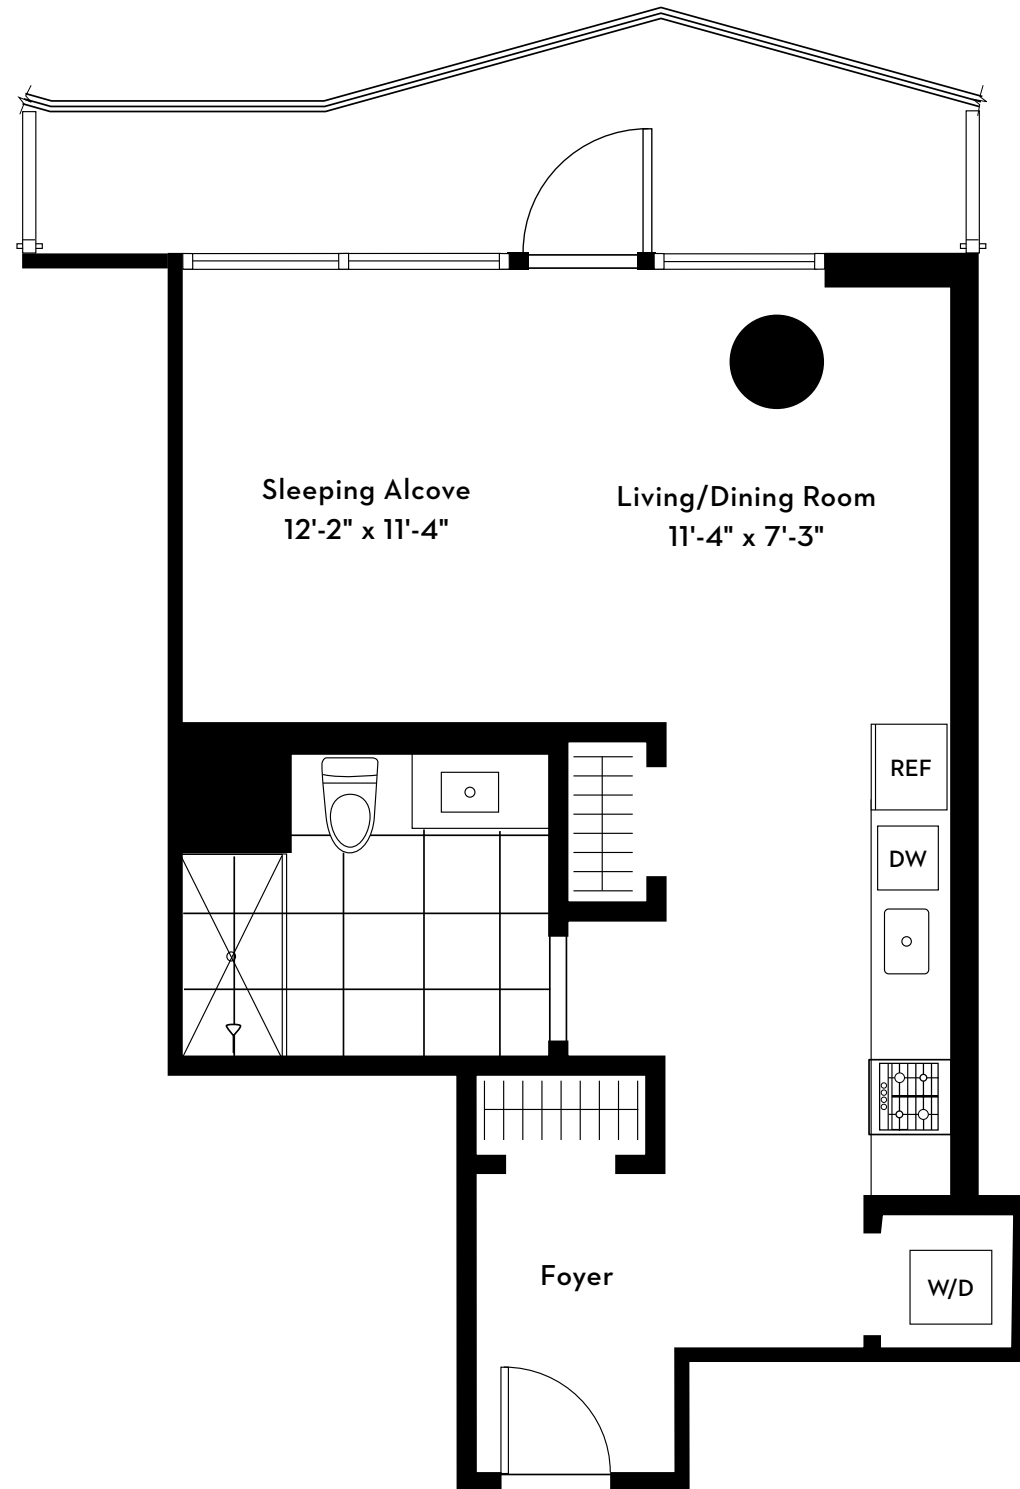 Sleeping Alcove
12'-2" x 11'-4"
Living/Dining Room
11'-4" x 7'-3"
REF
DW
Foyer
W/D